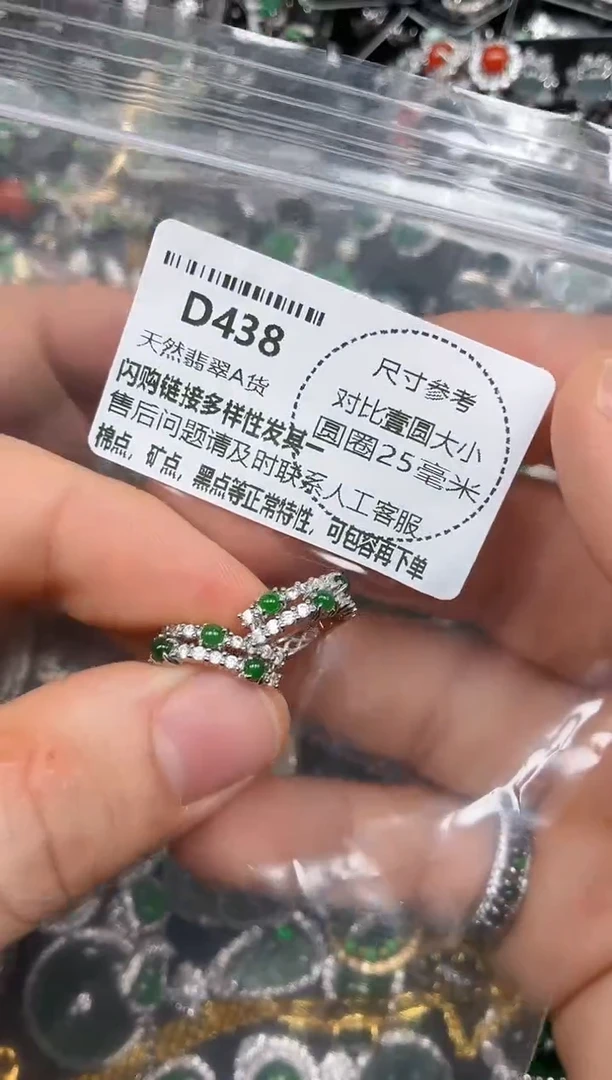 D438
天然翡翠A货
闪购链接多样性发其一
售后问题请及时联系人工客服
棉点,矿点,黑点等正常特性,可包容再下单
尺寸参考
对比壹圆大小
圆圈25毫米